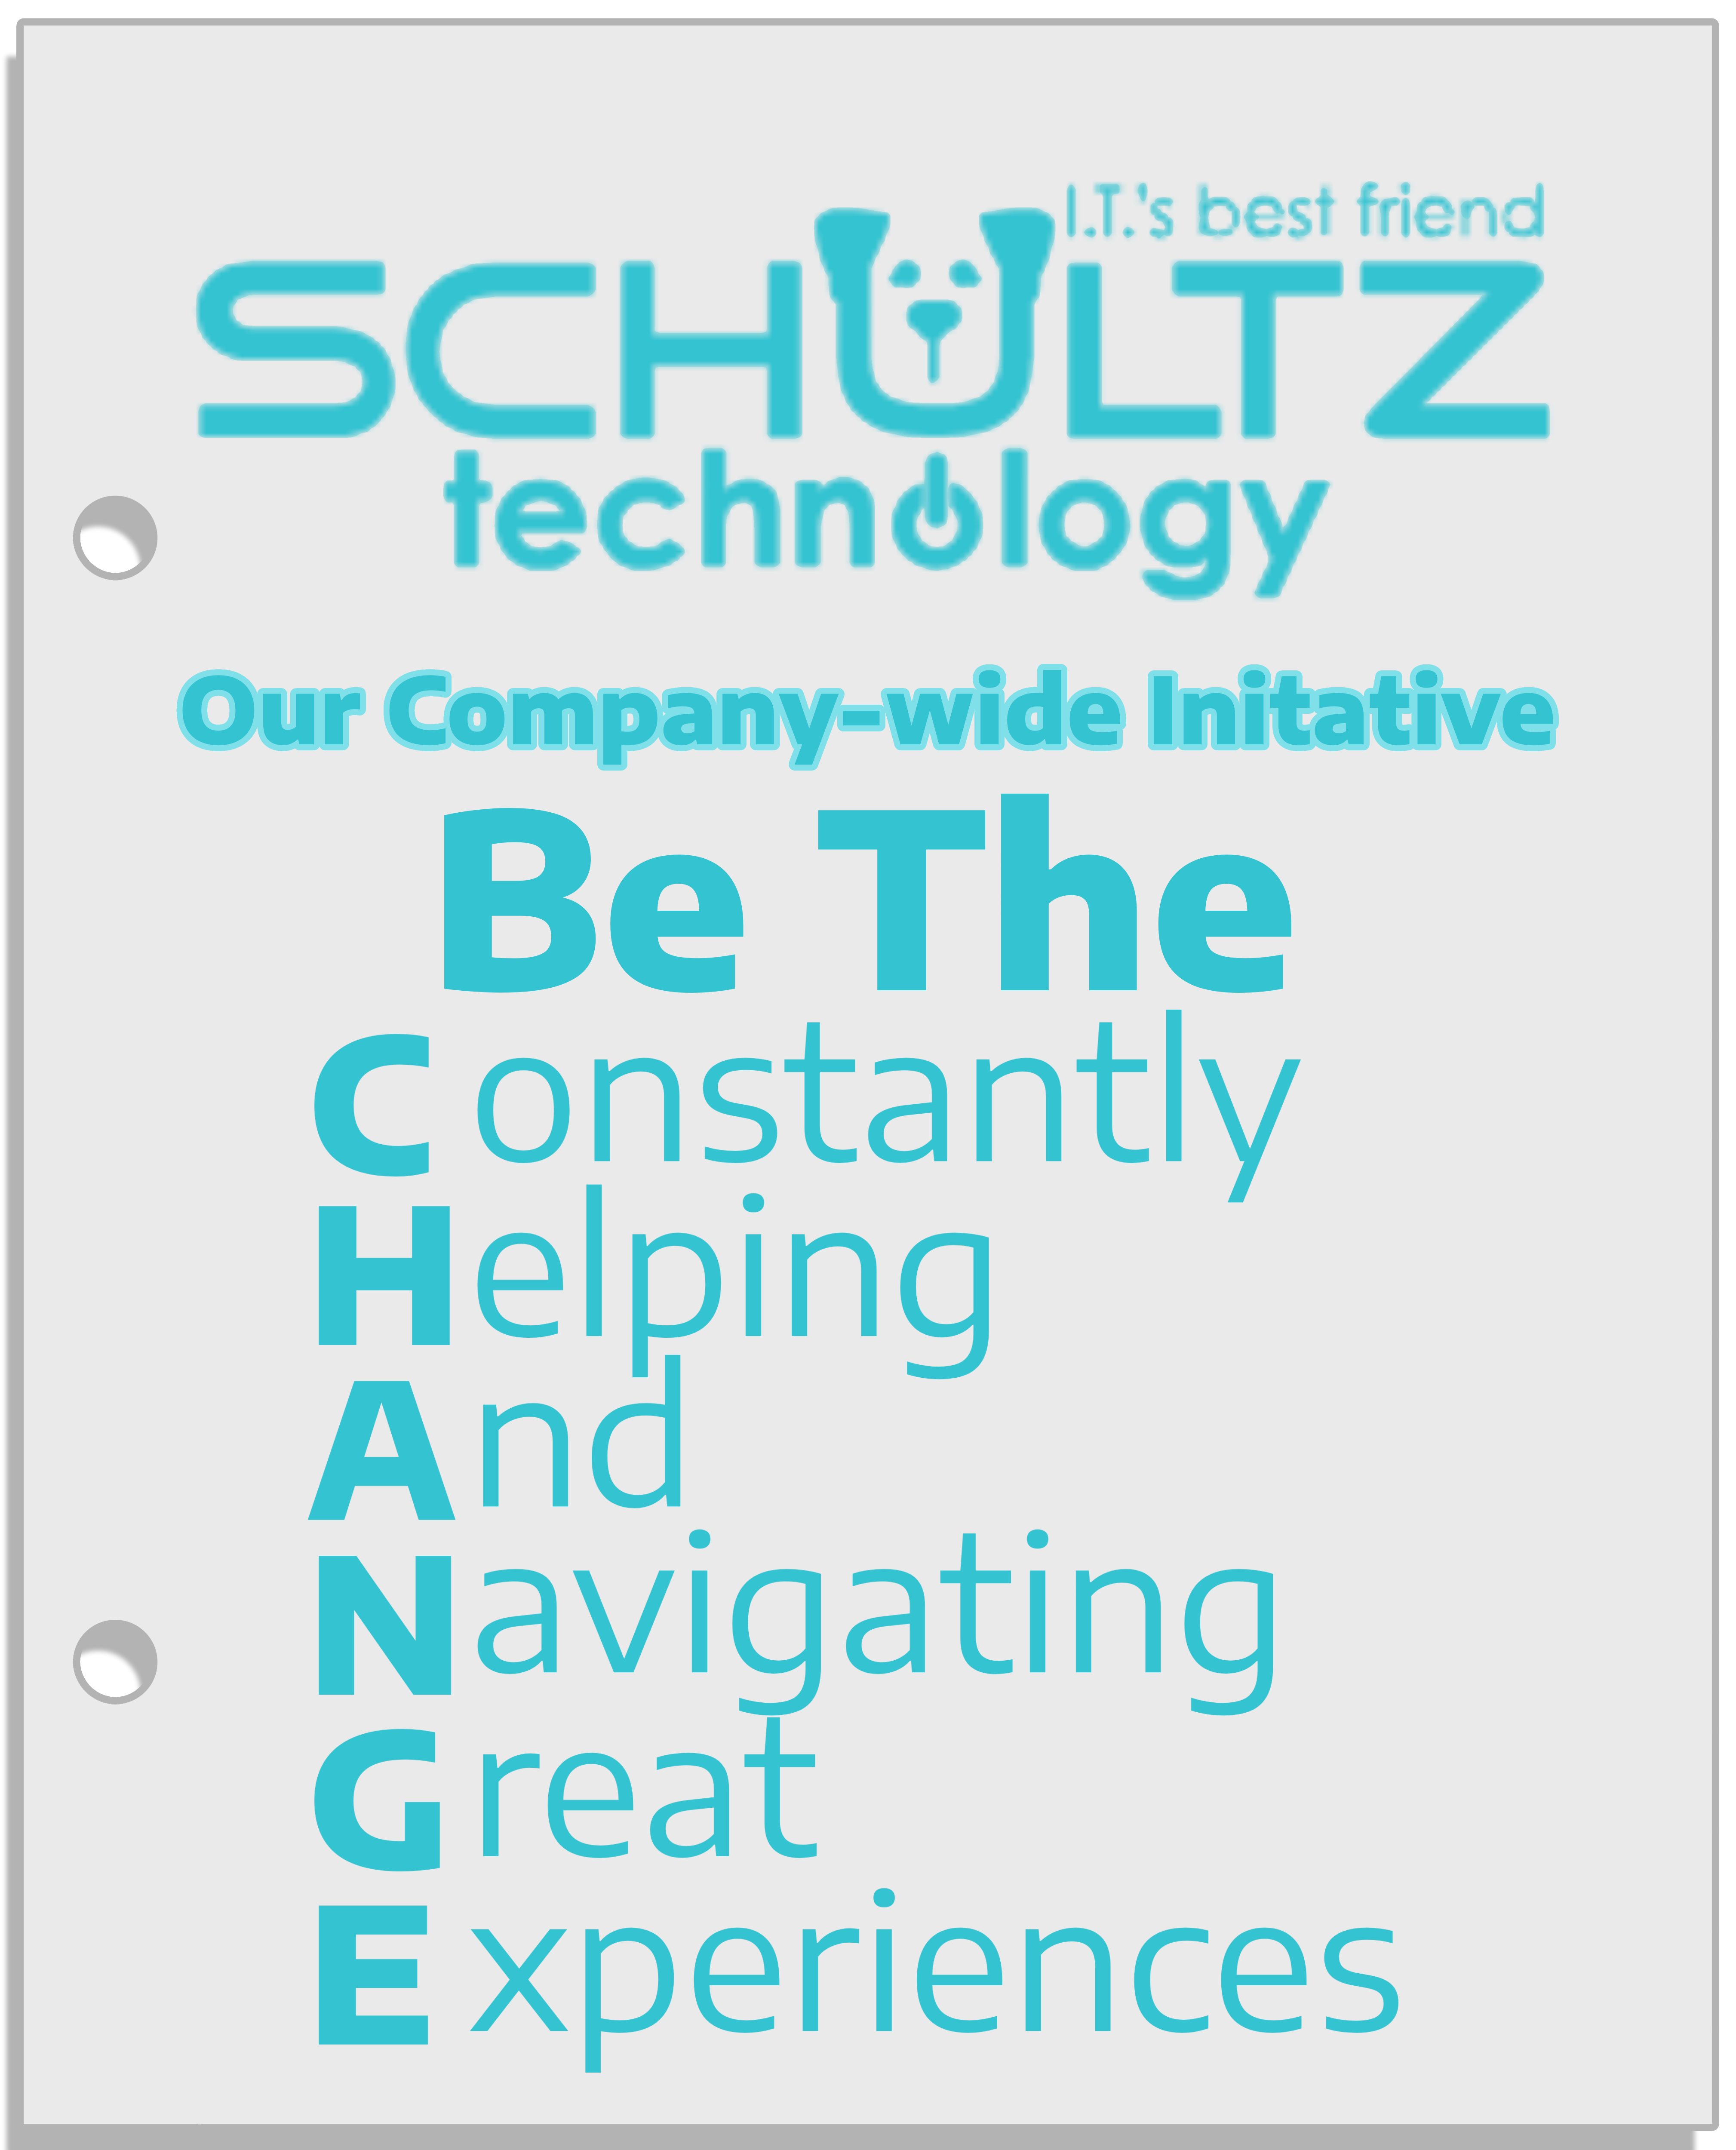 I.T.'s best friend
SCHULTZ
technology
Our Company-wide Initative
Be The
Constantly
Helping
And
Navigating
Great
Experiences